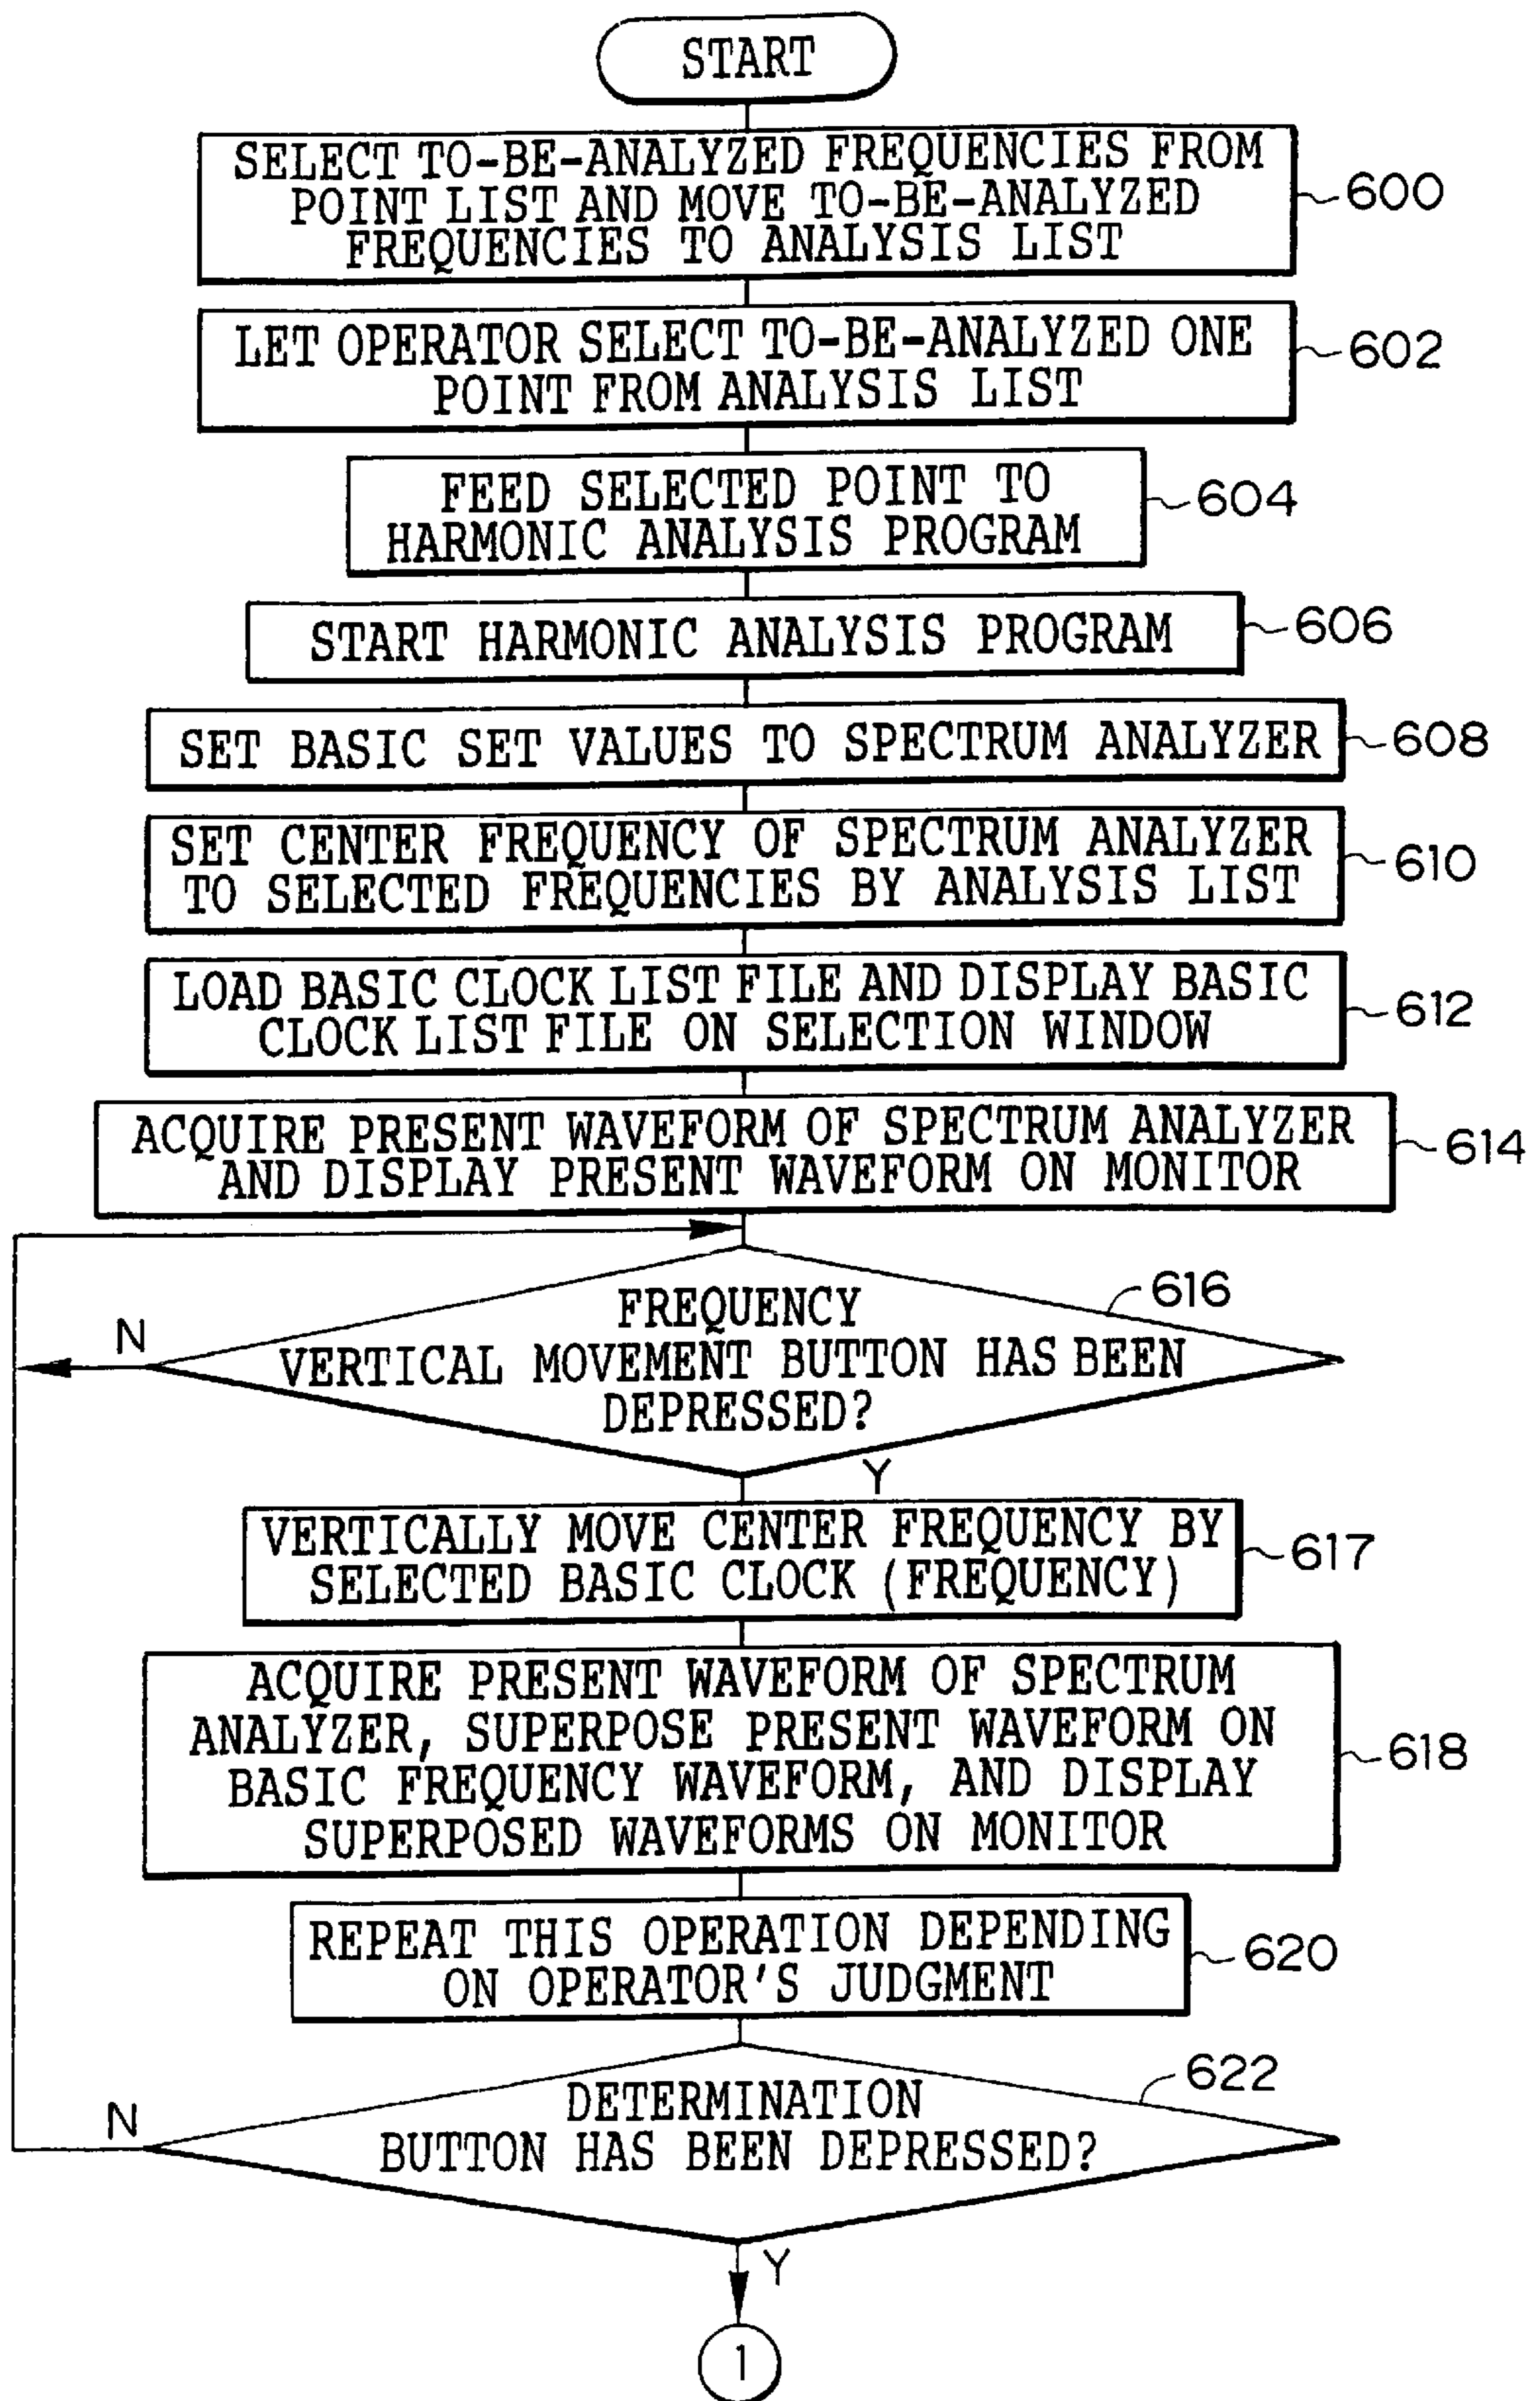 START
SELECT TO-BE-ANALYZED FREQUENCIES FROM
POINT LIST AND MOVE TO-BE-ANALYZED
FREQUENCIES TO ANALYSIS LIST
600
LET OPERATOR SELECT TO-BE-ANALYZED ONE
POINT FROM ANALYSIS LIST
602
FEED SELECTED POINT TO
HARMONIC ANALYSIS PROGRAM
604
START HARMONIC ANALYSIS PROGRAM
606
SET BASIC SET VALUES TO SPECTRUM ANALYZER
608
SET CENTER FREQUENCY OF SPECTRUM ANALYZER
TO SELECTED FREQUENCIES BY ANALYSIS LIST
610
LOAD BASIC CLOCK LIST FILE AND DISPLAY BASIC
CLOCK LIST FILE ON SELECTION WINDOW
612
ACQUIRE PRESENT WAVEFORM OF SPECTRUM ANALYZER
AND DISPLAY PRESENT WAVEFORM ON MONITOR
614
616
FREQUENCY
VERTICAL MOVEMENT BUTTON HAS BEEN
DEPRESSED?
N
Y
VERTICALLY MOVE CENTER FREQUENCY BY
SELECTED BASIC CLOCK (FREQUENCY)
617
ACQUIRE PRESENT WAVEFORM OF SPECTRUM
ANALYZER, SUPERPOSE PRESENT WAVEFORM ON
BASIC FREQUENCY WAVEFORM, AND DISPLAY
SUPERPOSED WAVEFORMS ON MONITOR
618
REPEAT THIS OPERATION DEPENDING
ON OPERATOR'S JUDGMENT
620
622
DETERMINATION
BUTTON HAS BEEN DEPRESSED?
N
Y
1